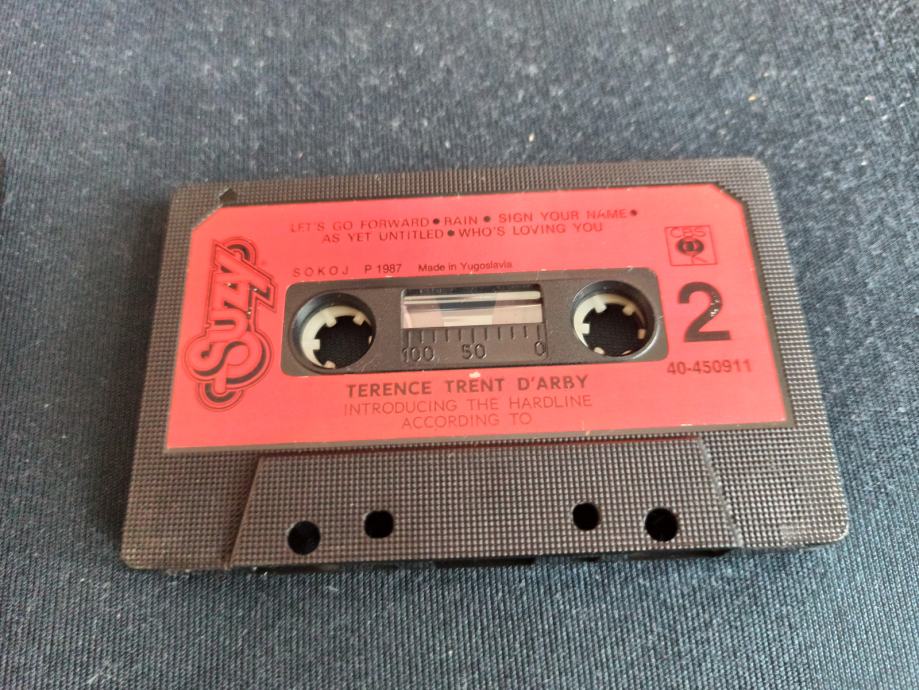 LET'S GO FORWARD • RAIN • SIGN YOUR NAME •
AS YET UNTITLED • WHO'S LOVING YOU
CBS
SOKOJ P 1987 Made in Yugoslavia
SUZY
2
100 50 0
40-450911
TERENCE TRENT D'ARBY
INTRODUCING THE HARDLINE
ACCORDING TO